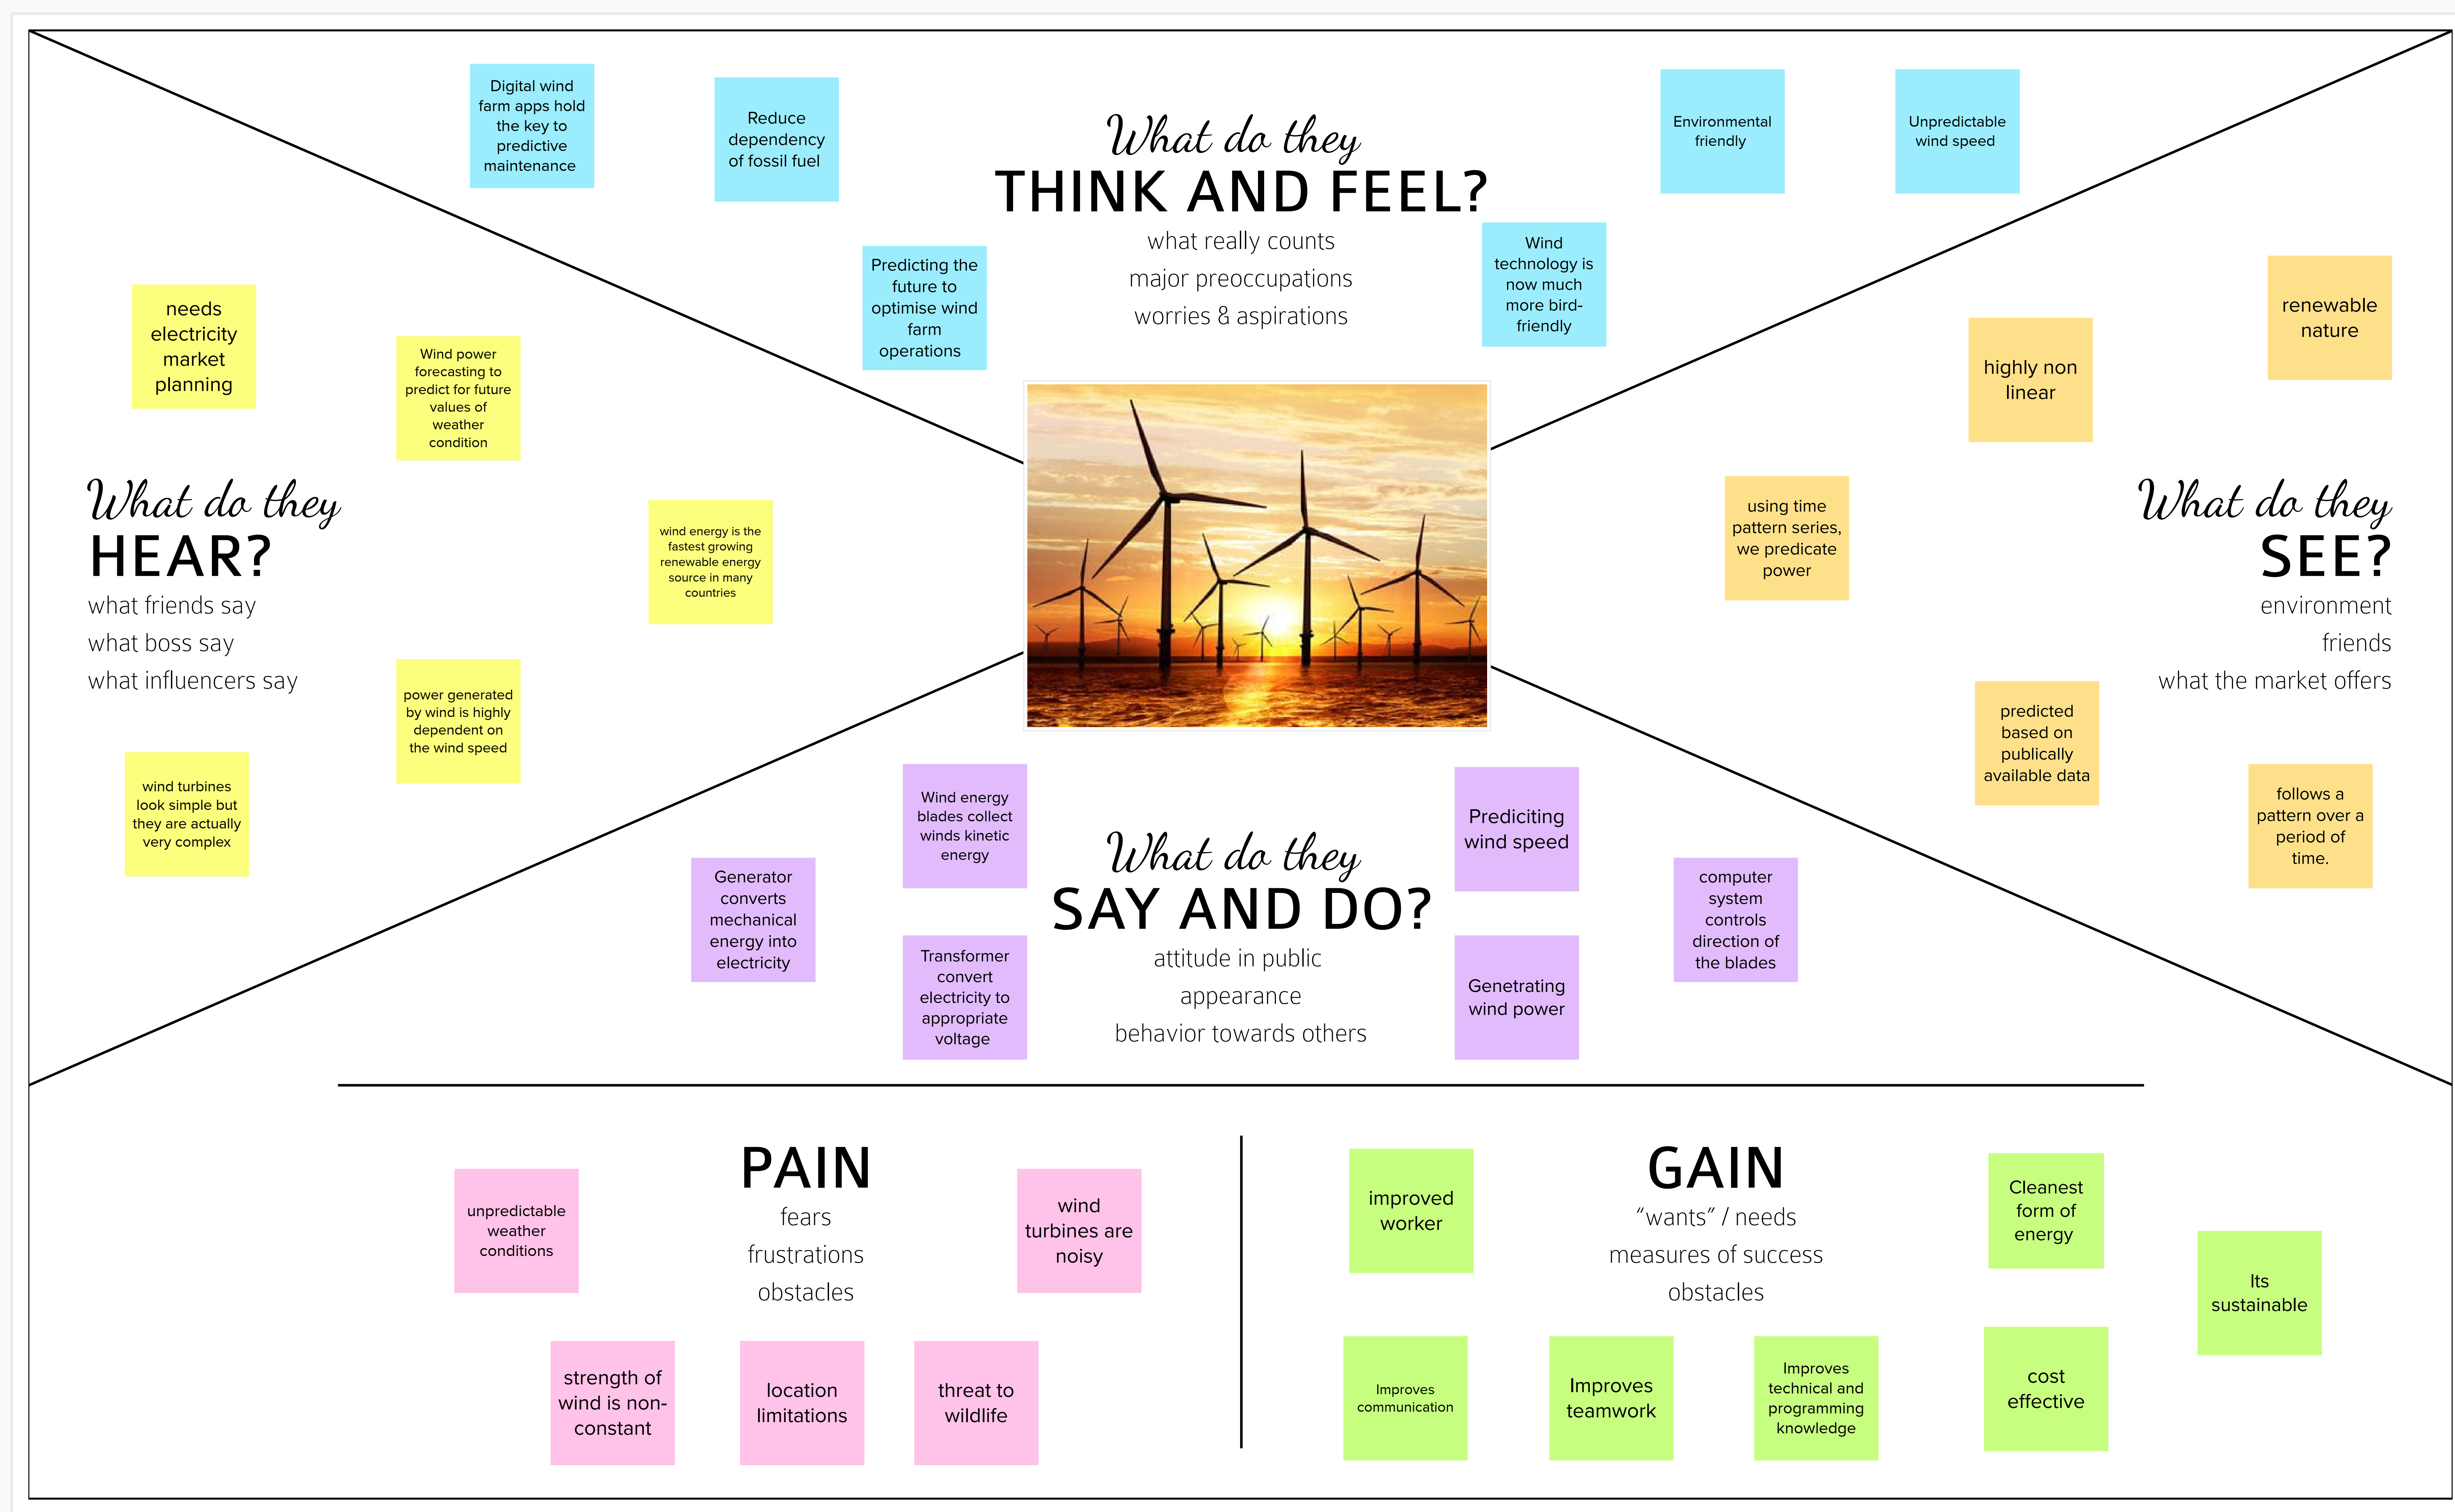 Digital wind
farm apps hold
the key to
predictive
maintenance
Reduce
dependency
of fossil fuel
Predicting the
future to
optimise wind
farm
operations
What do they
THINK AND FEEL?
what really counts
major preoccupations
worries & aspirations
Wind
technology is
now much
more bird-
friendly
Environmental
friendly
Unpredictable
wind speed
needs
electricity
market
planning
Wind power
forecasting to
predict for future
values of
weather
condition
wind energy is the
fastest growing
renewable energy
source in many
countries
What do they
HEAR?
what friends say
what boss say
what influencers say
power generated
by wind is highly
dependent on
the wind speed
wind turbines
look simple but
they are actually
very complex
renewable
nature
highly non
linear
using time
pattern series,
we predicate
power
What do they
SEE?
environment
friends
what the market offers
predicted
based on
publically
available data
follows a
pattern over a
period of
time.
Wind energy
blades collect
winds kinetic
energy
Generator
converts
mechanical
energy into
electricity
Transformer
convert
electricity to
appropriate
voltage
What do they
SAY AND DO?
attitude in public
appearance
behavior towards others
Prediciting
wind speed
computer
system
controls
direction of
the blades
Genetrating
wind power
PAIN
fears
frustrations
obstacles
unpredictable
weather
conditions
wind
turbines are
noisy
strength of
wind is non-
constant
location
limitations
threat to
wildlife
GAIN
“wants” / needs
measures of success
obstacles
improved
worker
Cleanest
form of
energy
Its
sustainable
Improves
communication
Improves
teamwork
Improves
technical and
programming
knowledge
cost
effective